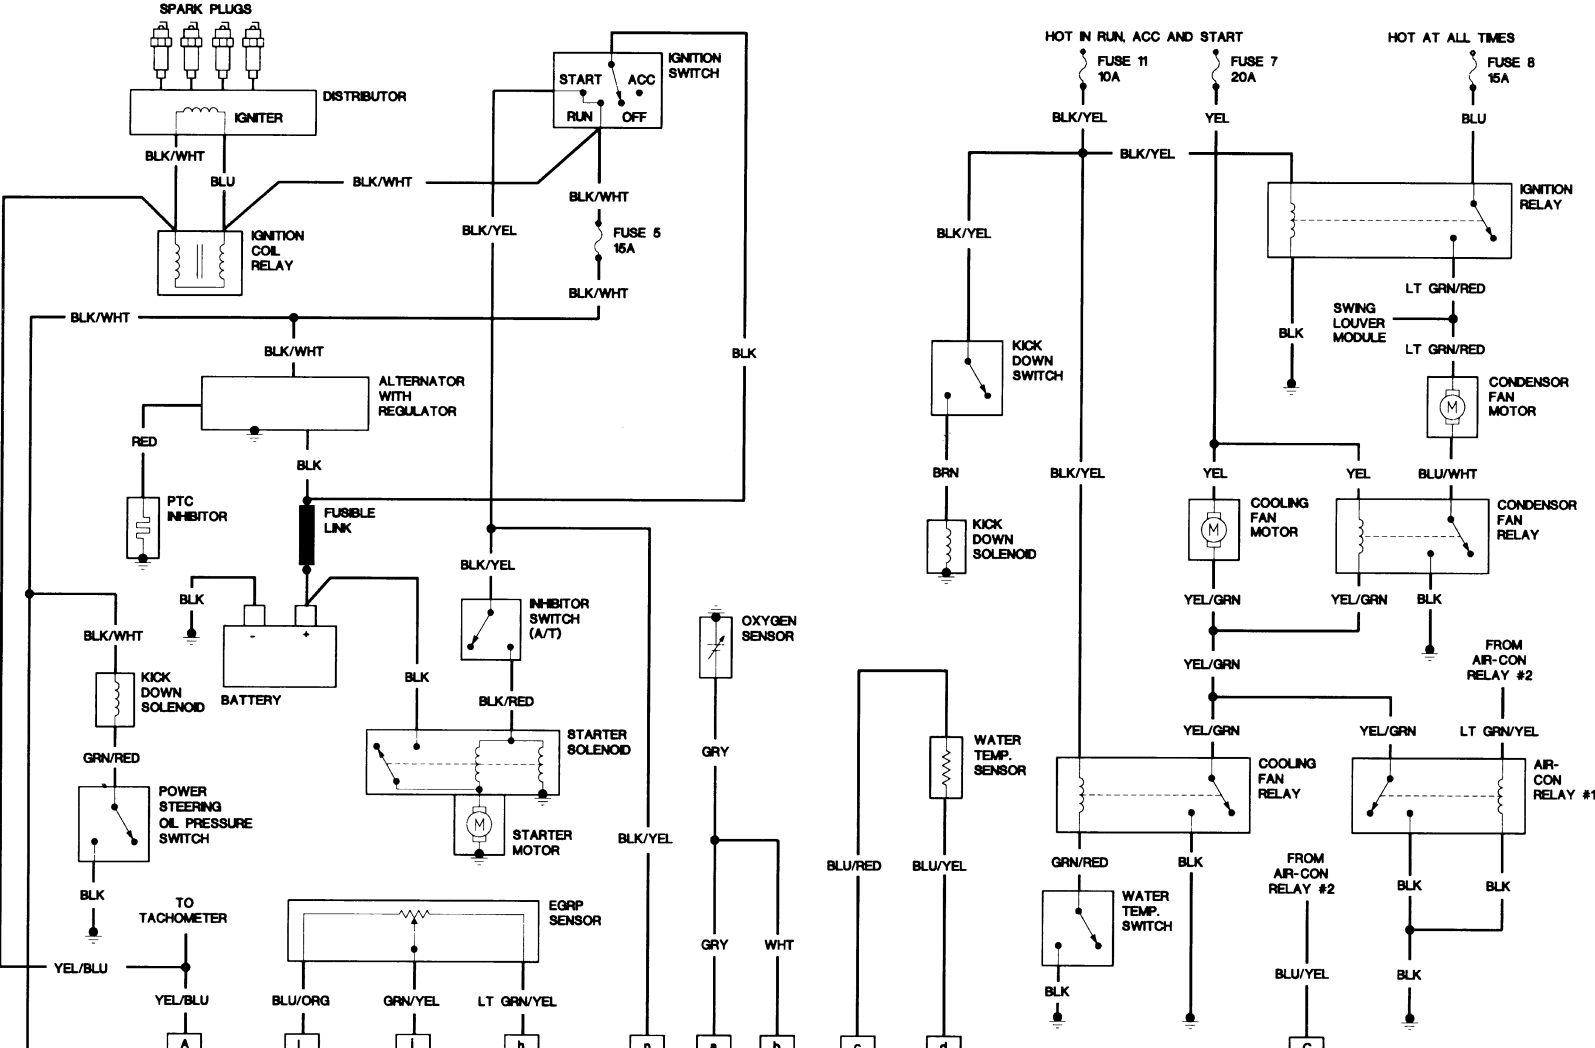 SPARK PLUGS
DISTRIBUTOR
IGNITER
BLK/WHT
BLU
BLK/WHT
IGNITION
COIL
RELAY
IGNITION
SWITCH
START
ACC
RUN
OFF
BLK/WHT
BLK/YEL
FUSE 5
15A
BLK/WHT
BLK/WHT
BLK/WHT
BLK
ALTERNATOR
WITH
REGULATOR
RED
BLK
PTC
INHIBITOR
FUSIBLE
LINK
BLK
- +
BATTERY
BLK/YEL
INHIBITOR
SWITCH
(A/T)
BLK
BLK/RED
BLK/WHT
KICK
DOWN
SOLENOID
GRN/RED
POWER
STEERING
OIL PRESSURE
SWITCH
BLK
STARTER
SOLENOID
M
STARTER
MOTOR
BLK/YEL
TO
TACHOMETER
YEL/BLU
YEL/BLU
A
EGRP
SENSOR
BLU/ORG
GRN/YEL
LT GRN/YEL
OXYGEN
SENSOR
GRY
GRY
WHT
HOT IN RUN, ACC AND START
FUSE 11
10A
FUSE 7
20A
HOT AT ALL TIMES
FUSE 8
15A
BLK/YEL
YEL
BLU
BLK/YEL
BLK/YEL
IGNITION
RELAY
LT GRN/RED
SWING
LOUVER
MODULE
BLK
LT GRN/RED
KICK
DOWN
SWITCH
CONDENSOR
FAN
MOTOR
M
BRN
BLK/YEL
YEL
YEL
BLU/WHT
KICK
DOWN
SOLENOID
COOLING
FAN
MOTOR
M
CONDENSOR
FAN
RELAY
YEL/GRN
YEL/GRN
BLK
YEL/GRN
FROM
AIR-CON
RELAY #2
YEL/GRN
YEL/GRN
LT GRN/YEL
WATER
TEMP.
SENSOR
COOLING
FAN
RELAY
AIR-
CON
RELAY #1
BLU/RED
BLU/YEL
GRN/RED
BLK
FROM
AIR-CON
RELAY #2
BLK
BLK
WATER
TEMP.
SWITCH
BLK
BLU/YEL
BLK